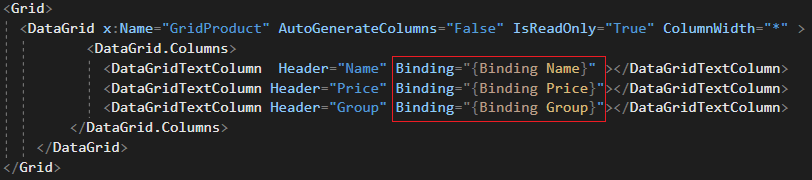 <Grid>
<DataGrid x:Name="GridProduct" AutoGenerateColumns="False" IsReadOnly="True" ColumnWidth="*" >
<DataGrid.Columns>
<DataGridTextColumn  Header="Name" Binding="{Binding Name}" ></DataGridTextColumn>
<DataGridTextColumn Header="Price" Binding="{Binding Price}"></DataGridTextColumn>
<DataGridTextColumn Header="Group" Binding="{Binding Group}"></DataGridTextColumn>
</DataGrid.Columns>
</DataGrid>
</Grid>